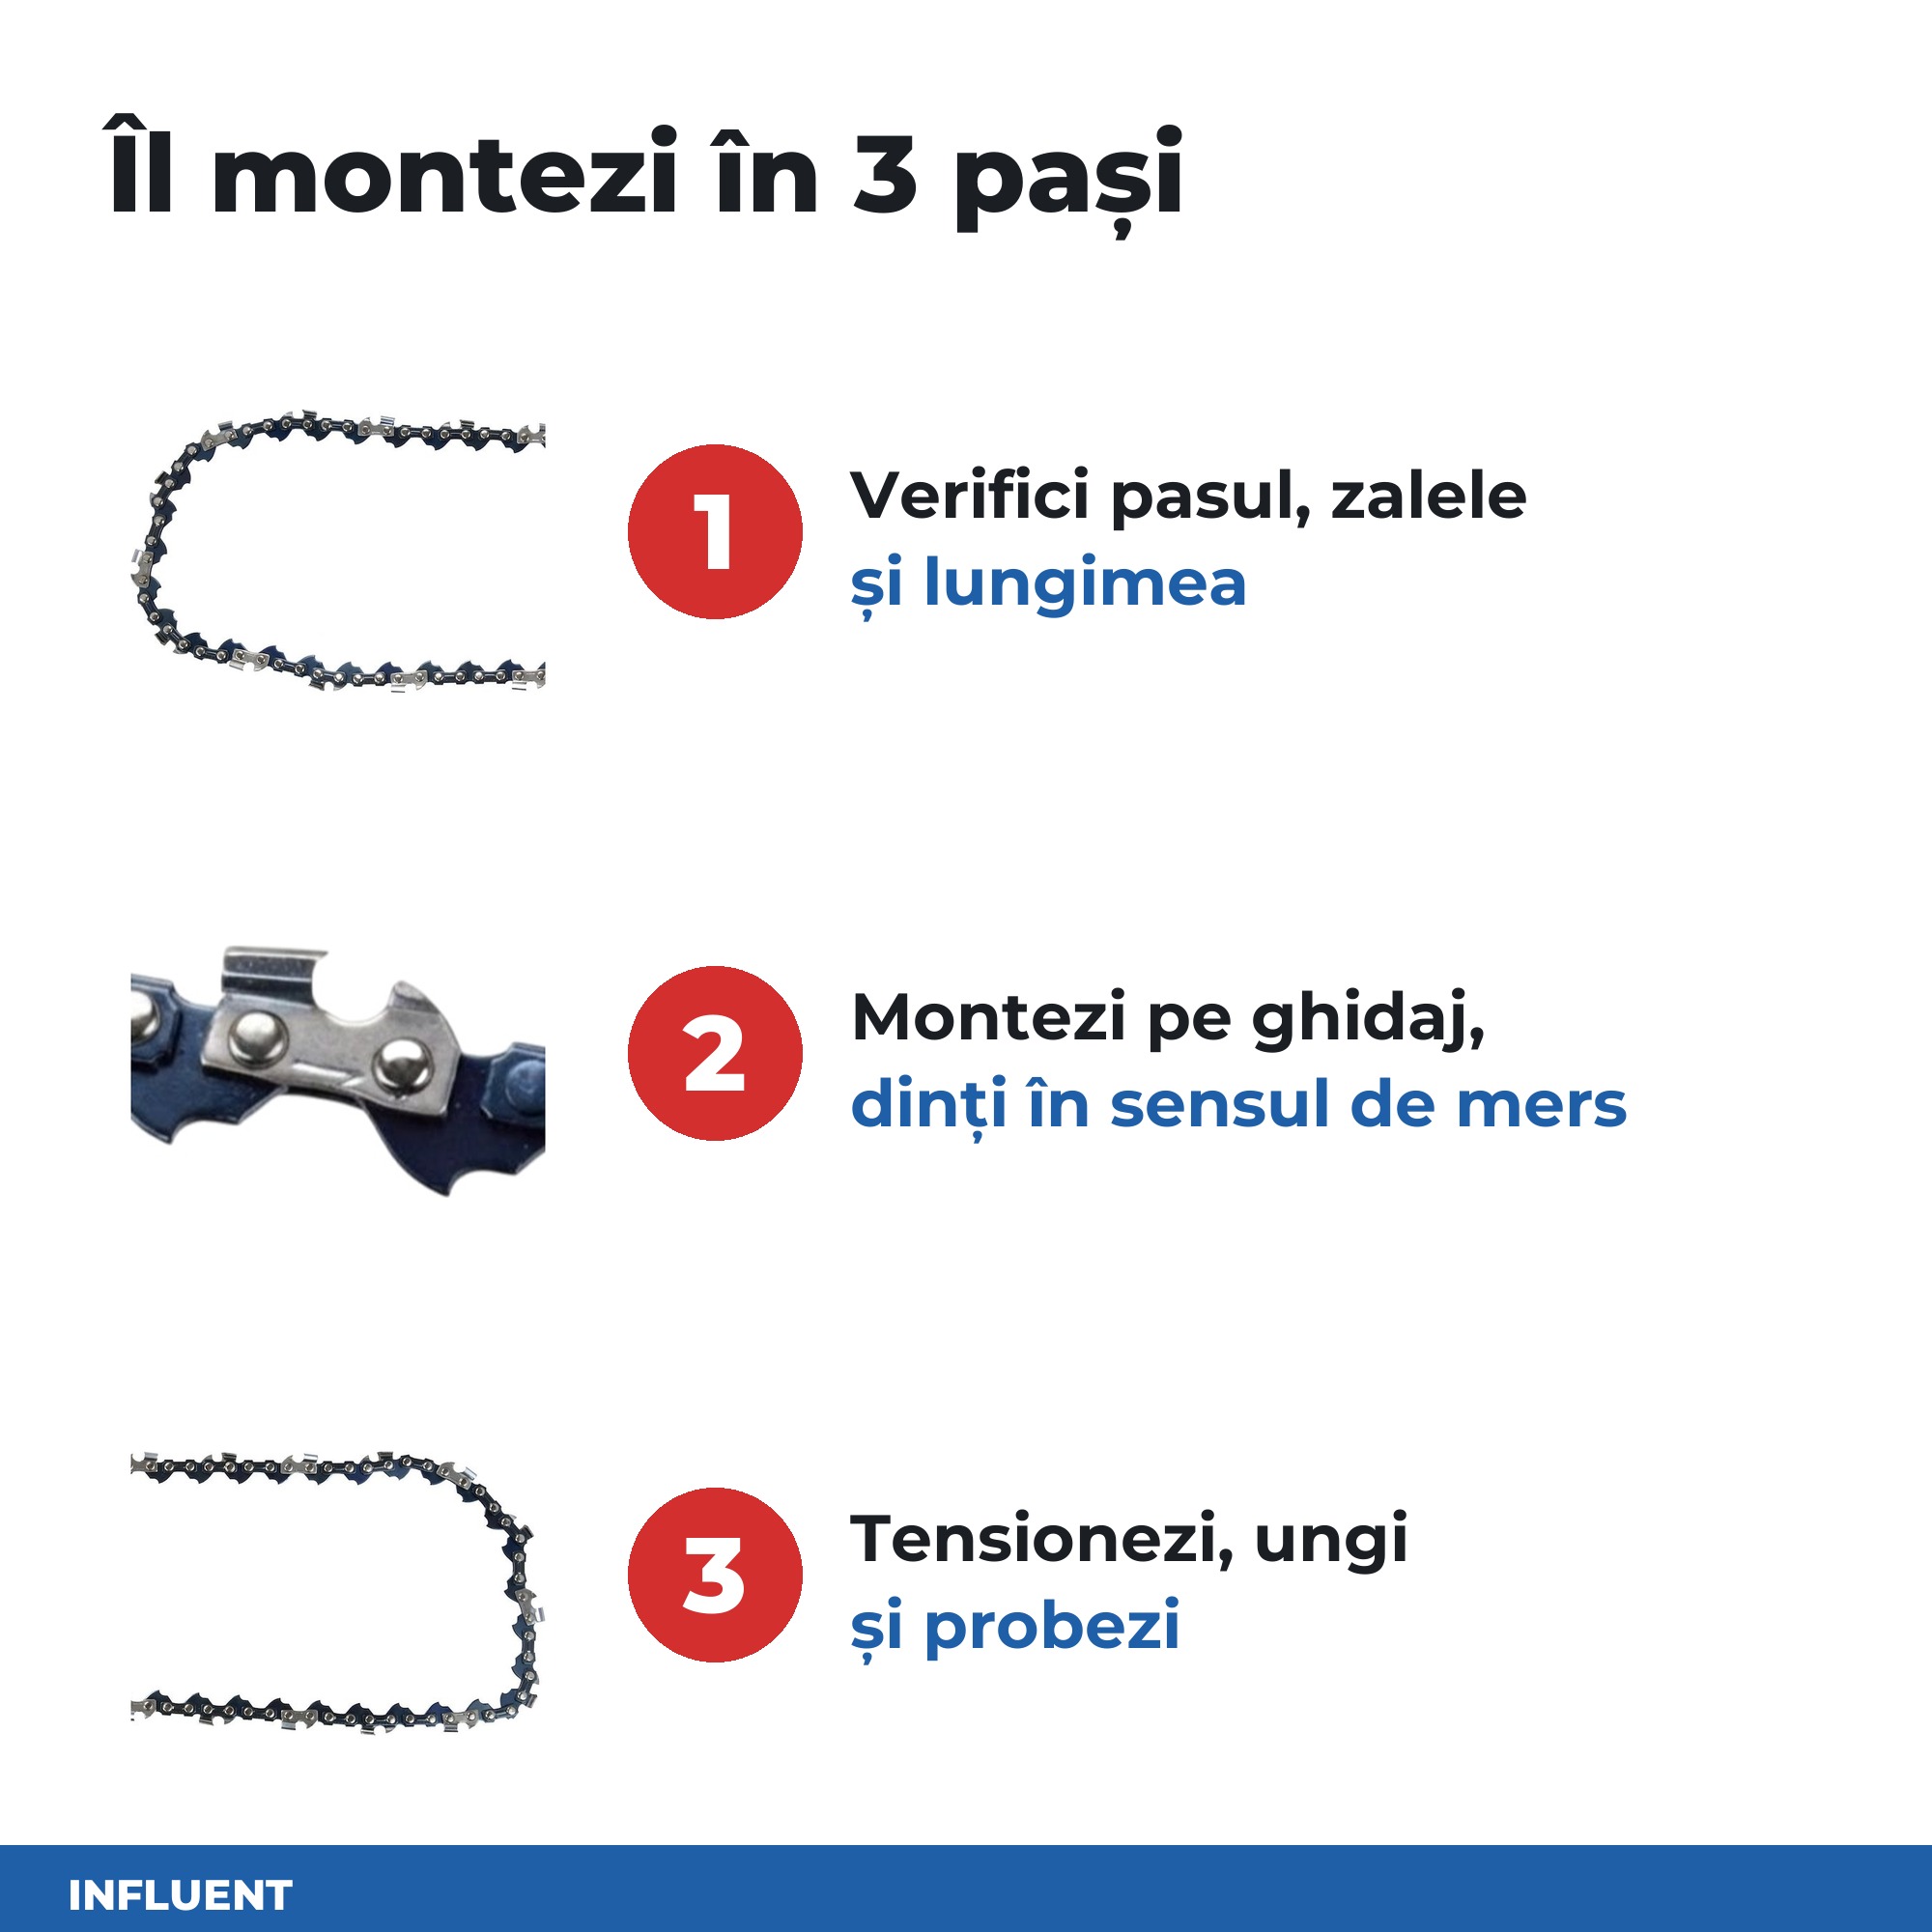 Îl montezi în 3 pași
1
Verifici pasul, zalele
și lungimea
2
Montezi pe ghidaj,
dinți în sensul de mers
3
Tensionezi, ungi
și probezi
INFLUENT